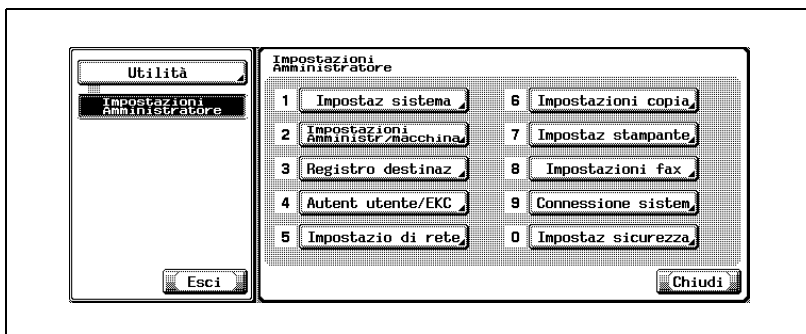 Utilità
Impostazioni
Amministratore
Esci
Impostazioni
Amministratore
1 Impostaz sistema
2 Impostazioni
Amministr/macchina
3 Registro destinaz
4 Autent utente/EKC
5 Impostazio di rete
6 Impostazioni copia
7 Impostaz stampante
8 Impostazioni fax
9 Connessione sistem
0 Impostaz sicurezza
Chiudi